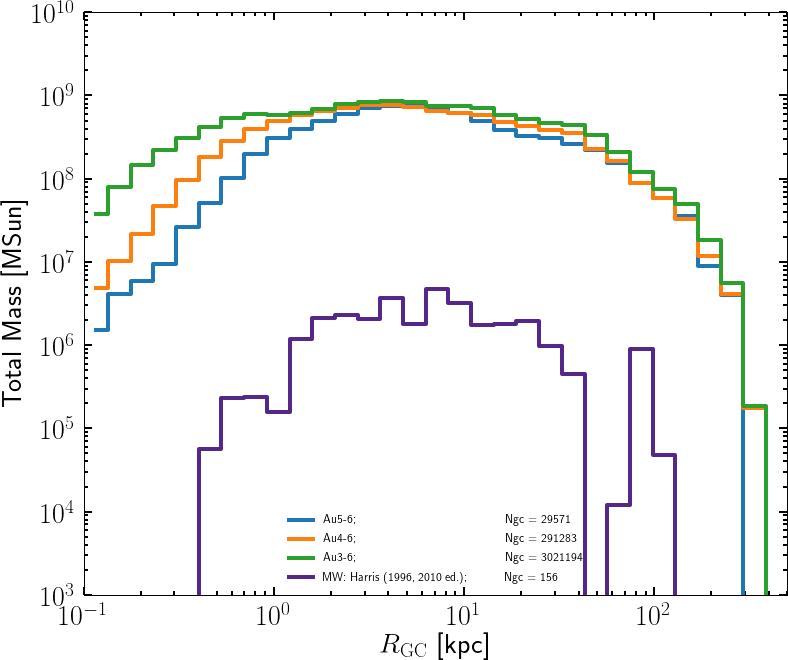 10^10
10^9
10^8
10^7
10^6
10^5
10^4
10^3
Total Mass [MSun]
Au5-6; Ngc = 29571
Au4-6; Ngc = 291283
Au3-6; Ngc = 3021194
MW: Harris (1996, 2010 ed.); Ngc = 156
10^−1 10^0 10^1 10^2
R_GC [kpc]